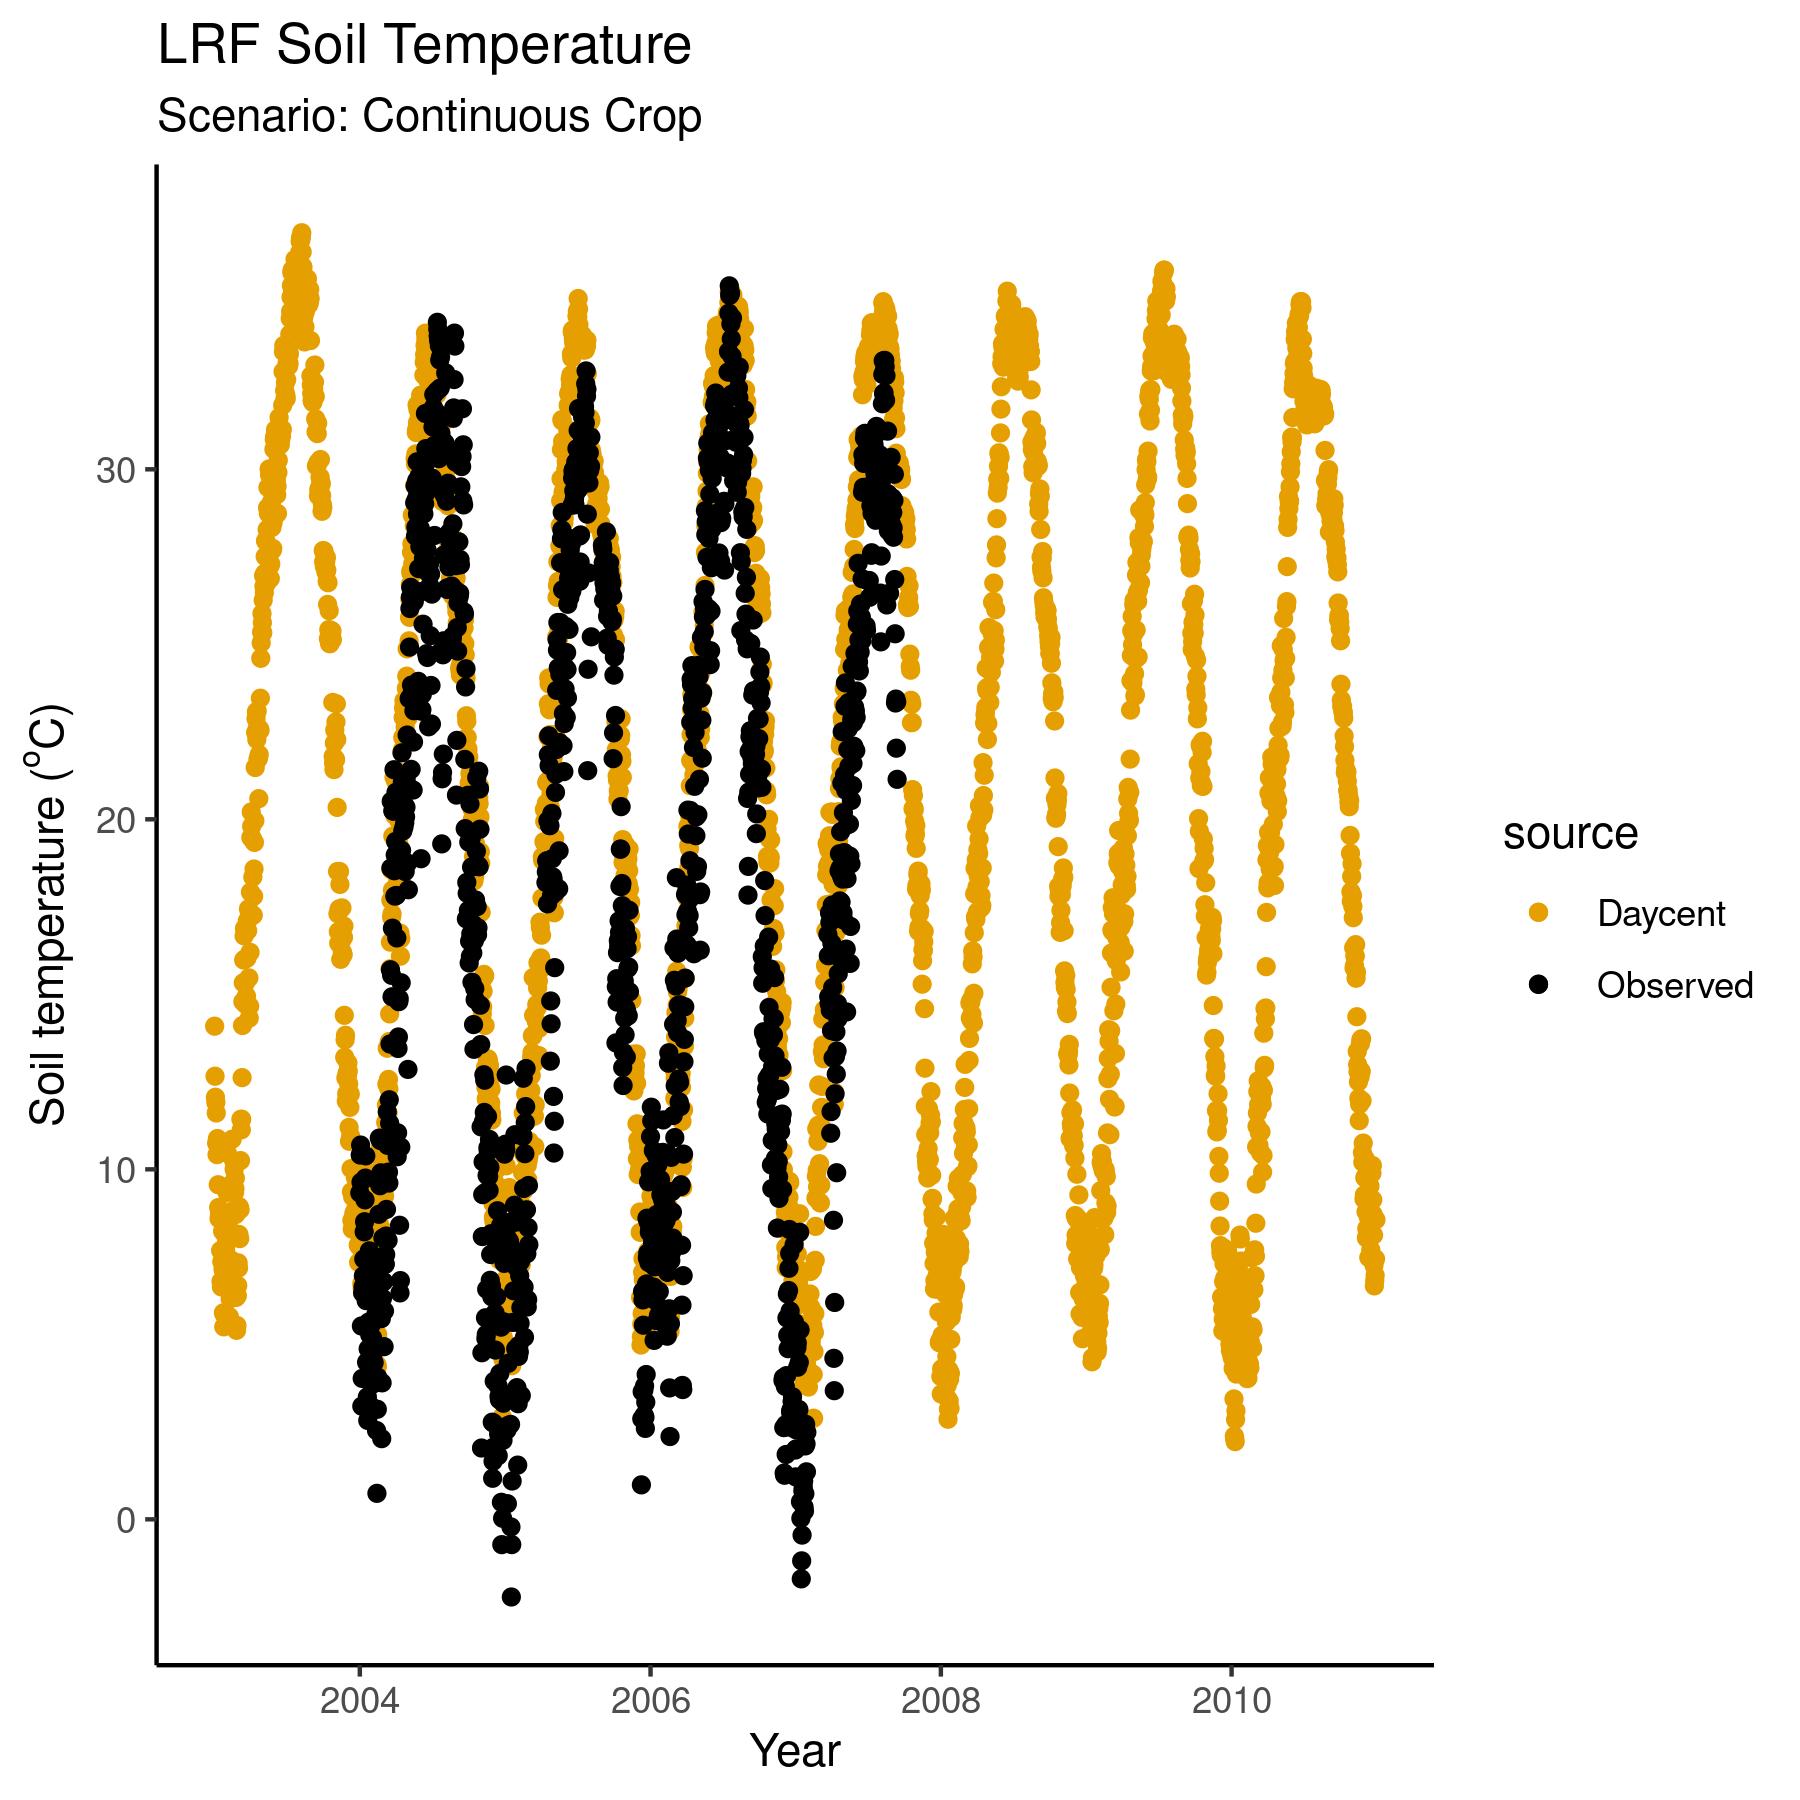 LRF Soil Temperature
Scenario: Continuous Crop
Soil temperature (°C)
30
20
10
0
2004
2006
2008
2010
Year
source
Daycent
Observed